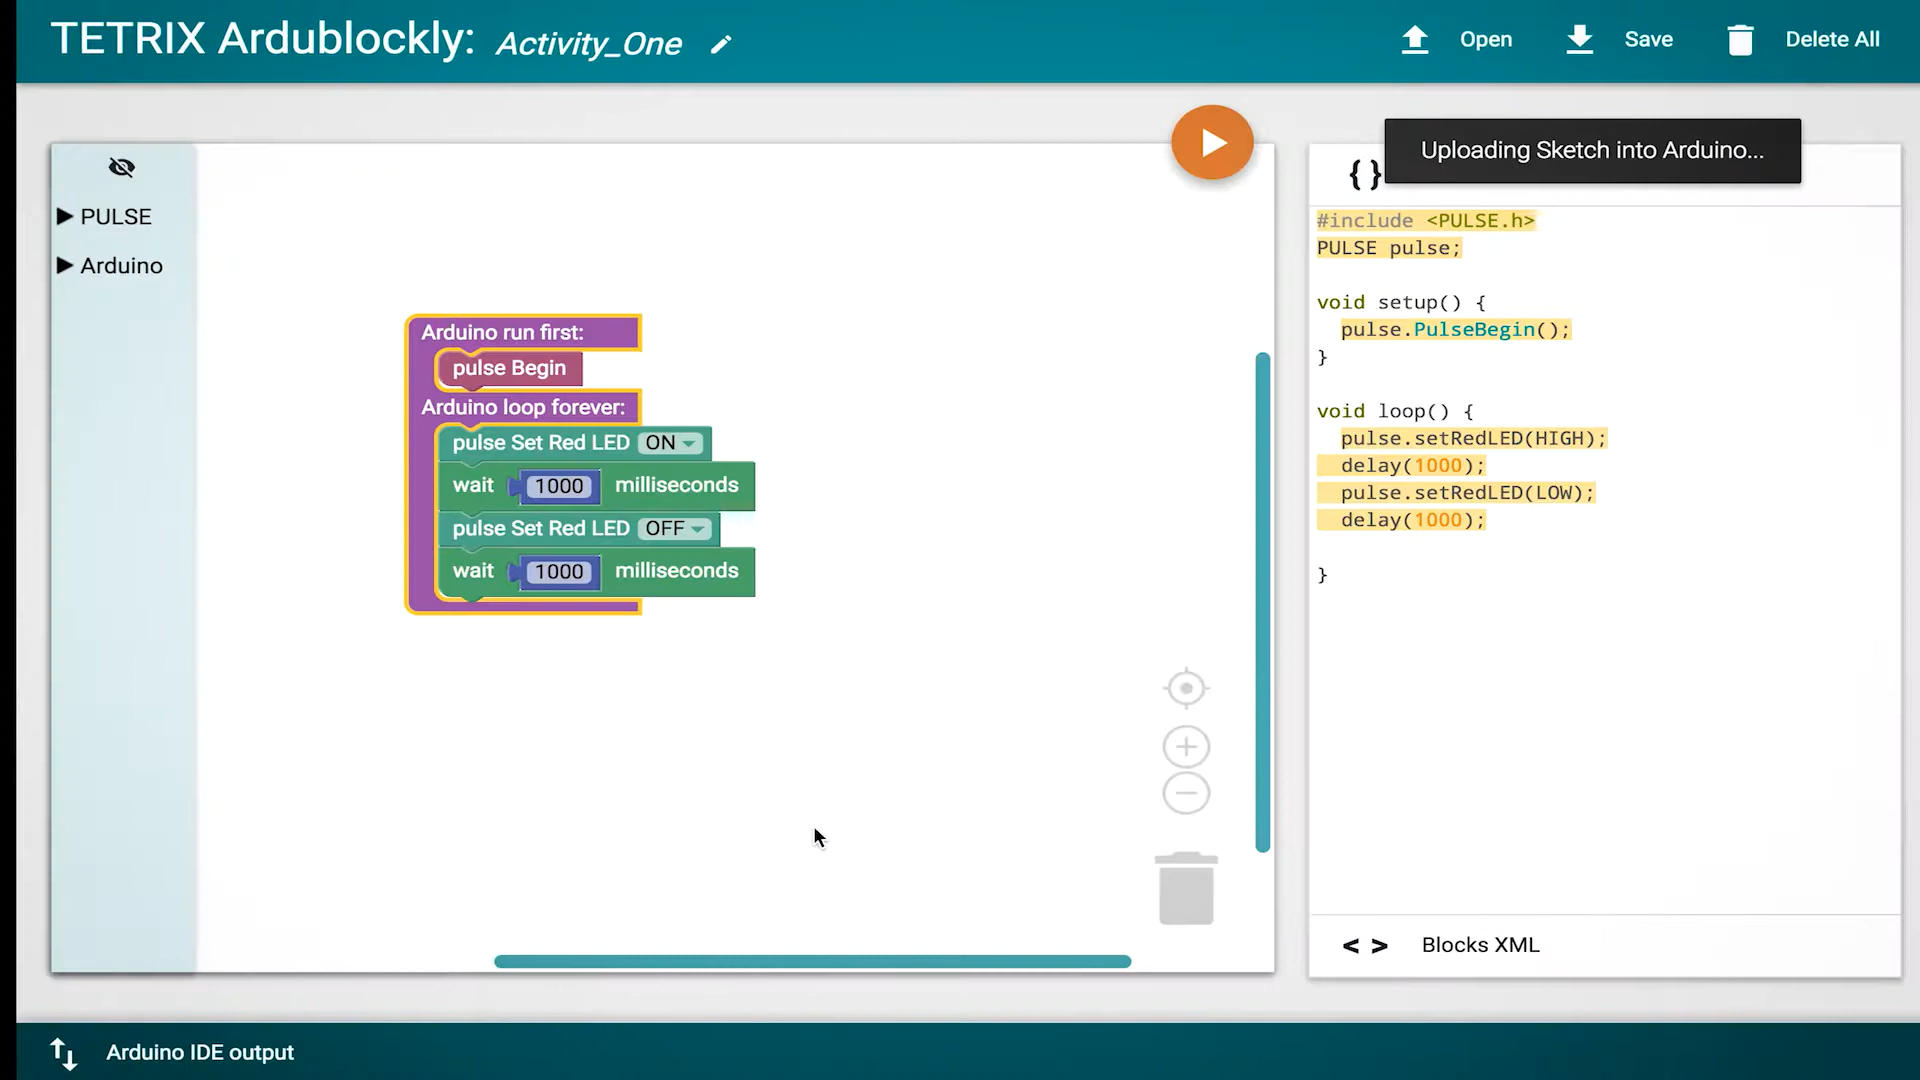 TETRIX Ardublockly: Activity_One
Open
Save
Delete All
PULSE
Arduino
Arduino run first:
pulse Begin
Arduino loop forever:
pulse Set Red LED ON
wait 1000 milliseconds
pulse Set Red LED OFF
wait 1000 milliseconds
{}
Uploading Sketch into Arduino...
#include <PULSE.h>
PULSE pulse;
void setup() {
pulse.PulseBegin();
}
void loop() {
pulse.setRedLED(HIGH);
delay(1000);
pulse.setRedLED(LOW);
delay(1000);
}
< > Blocks XML
Arduino IDE output